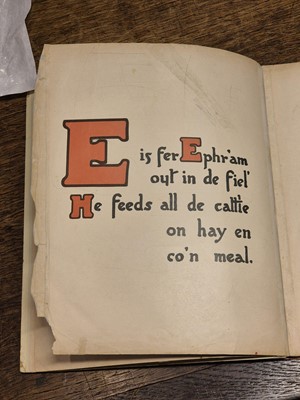 E is fer Ephr'am
out in de fiel'
He feeds all de cattle
on hay en
co'n meal.